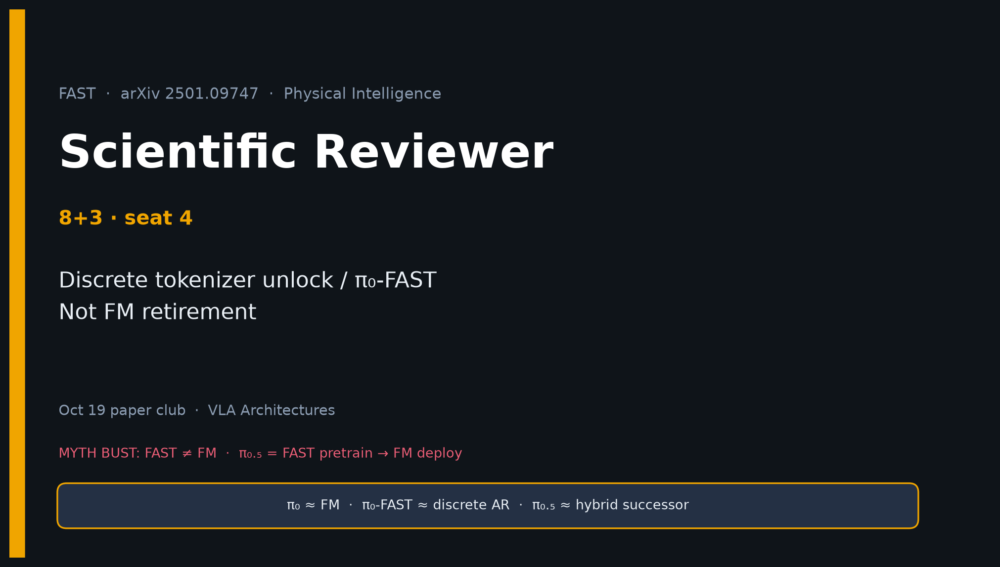 FAST · arXiv 2501.09747 · Physical Intelligence
Scientific Reviewer
8+3 · seat 4
Discrete tokenizer unlock / π₀-FAST
Not FM retirement
Oct 19 paper club · VLA Architectures
MYTH BUST: FAST ≠ FM · π₀.₅ = FAST pretrain → FM deploy
π₀ ≈ FM · π₀-FAST ≈ discrete AR · π₀.₅ ≈ hybrid successor